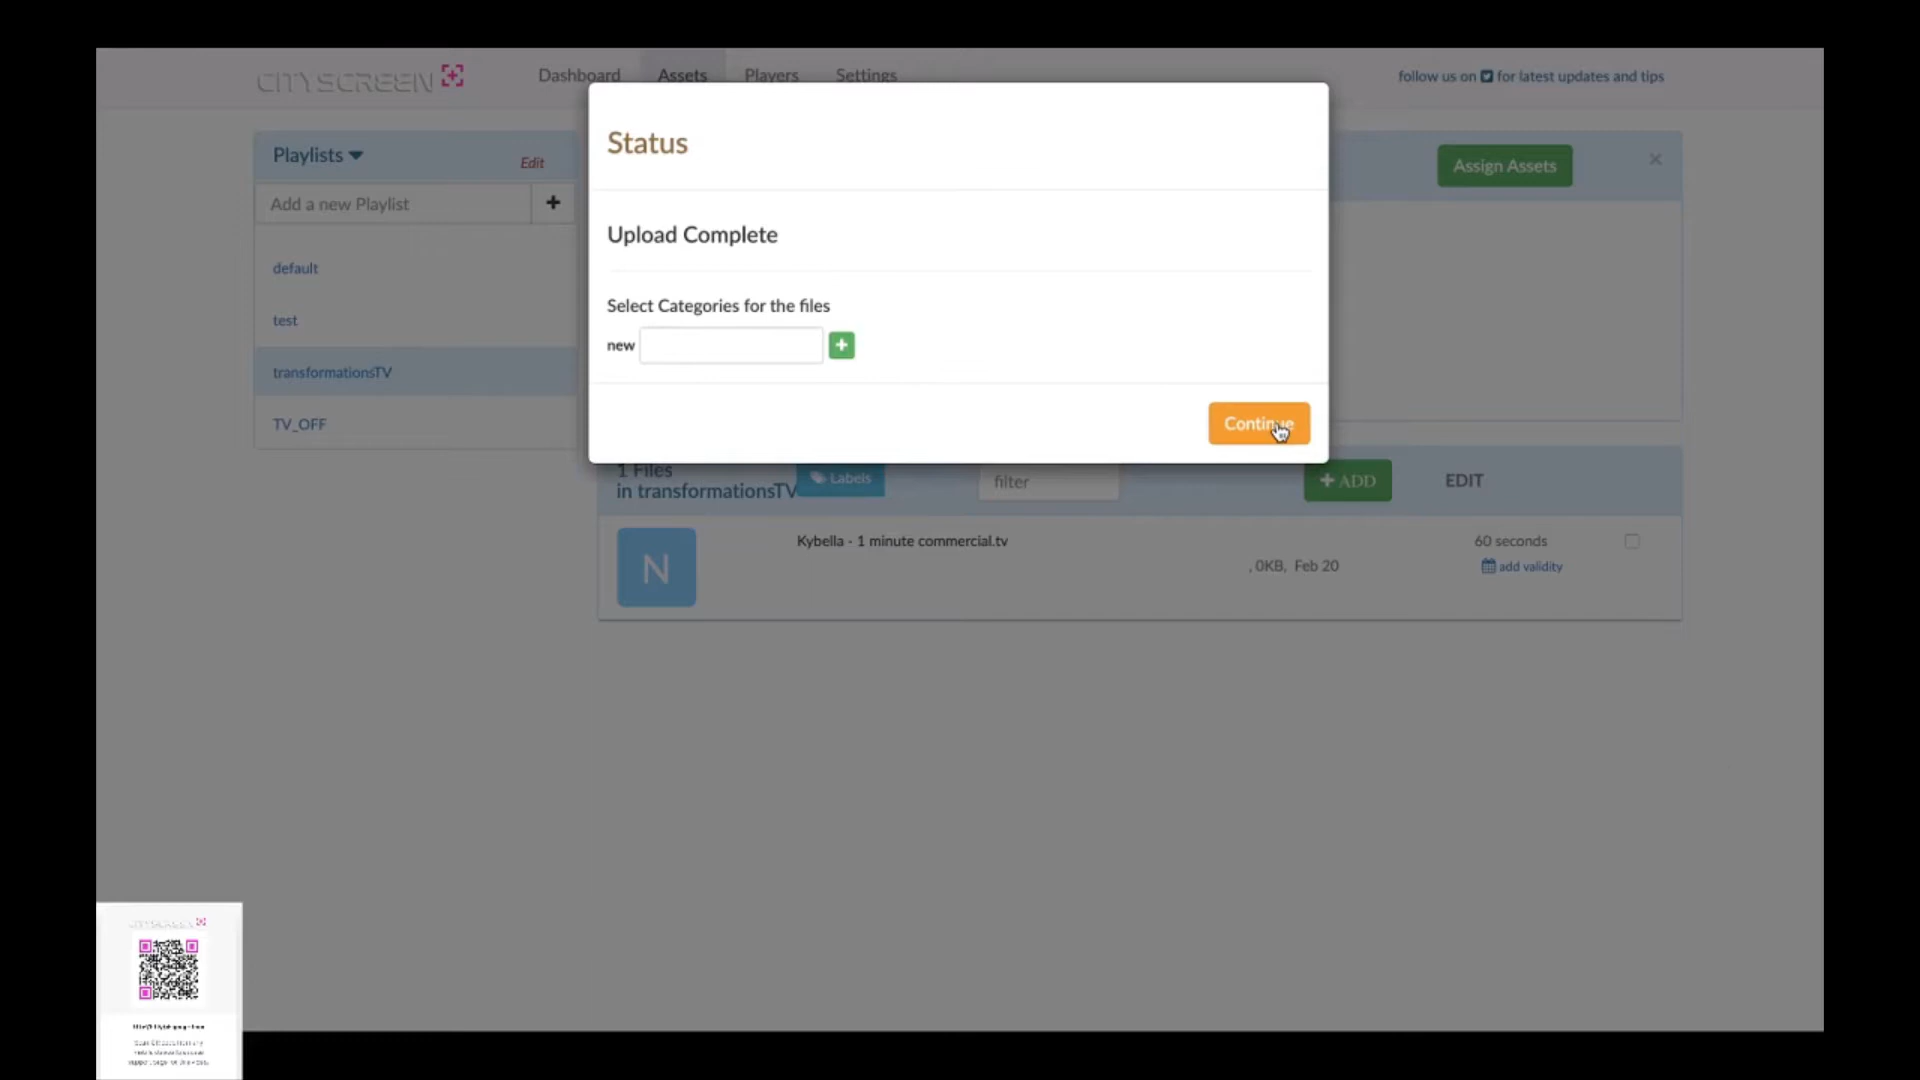 CITYSCREEN Dashboard Assets Players Settings follow us on for latest updates and tips
Status
Playlists Edit
Assign Assets ×
Add a new Playlist +
Upload Complete
default
Select Categories for the files
test
new +
transformationsTV
Continue
TV_OFF
1 Files
in transformationsTV Labels filter + ADD EDIT
N Kybella - 1 minute commercial.tv 60 seconds
, 0KB, Feb 20 add validity